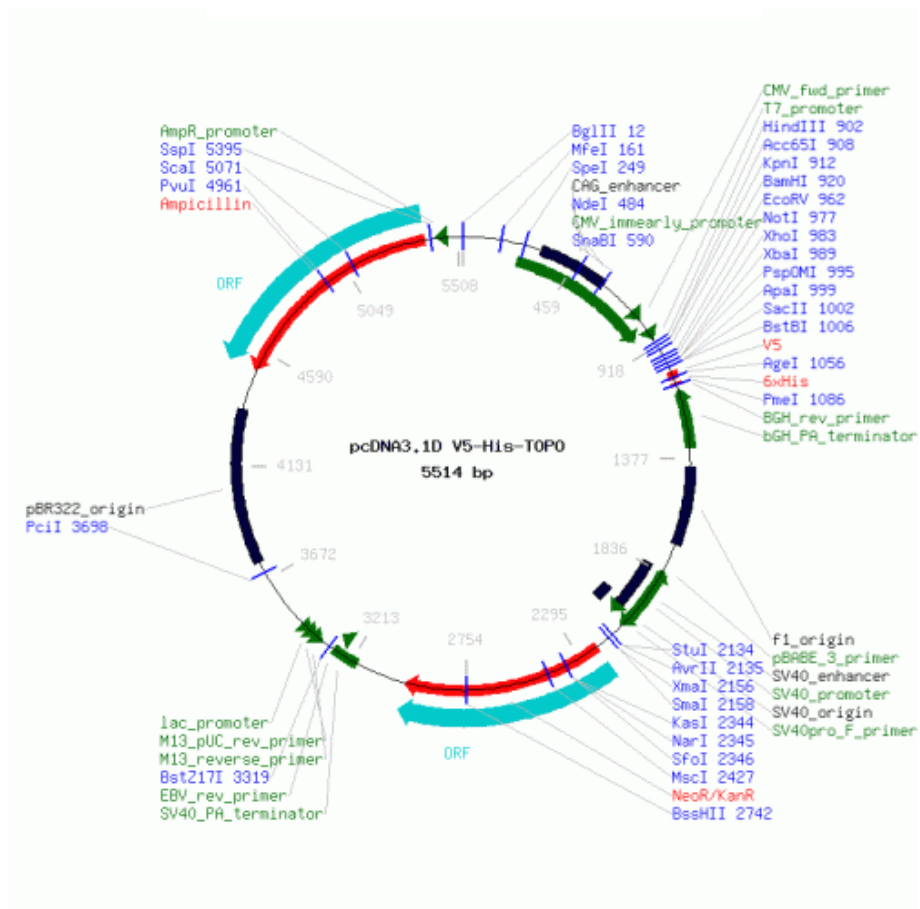 CMV_fwd_primer
T7_promoter
HindIII 902
Acc65I 908
KpnI 912
BamHI 920
EcoRV 962
NotI 977
XhoI 983
XbaI 989
PspOMI 995
ApaI 999
SacII 1002
BstBI 1006
V5
AgeI 1056
6xHis
PmeI 1086
BGH_rev_primer
bGH_PA_terminator
AmpR_promoter
SspI 5395
ScaI 5071
PvuI 4961
Ampicillin
BglII 12
MfeI 161
SpeI 249
CAG_enhancer
NdeI 484
CMV_immearly_promoter
SnaBI 590
ORF
5508
459
5049
918
4590
pcDNA3.1D V5-His-TOPO
5514 bp
1377
4131
pBR322_origin
PciI 3698
3672
1836
3213
2754
2295
f1_origin
pBABE_3_primer
SV40_enhancer
SV40_promoter
SV40_origin
SV40pro_F_primer
StuI 2134
AvrII 2135
XmaI 2156
SmaI 2158
KasI 2344
NarI 2345
SfoI 2346
MscI 2427
NeoR/KanR
BssHII 2742
ORF
lac_promoter
M13_pUC_rev_primer
M13_reverse_primer
BstZ17I 3319
EBV_rev_primer
SV40_PA_terminator